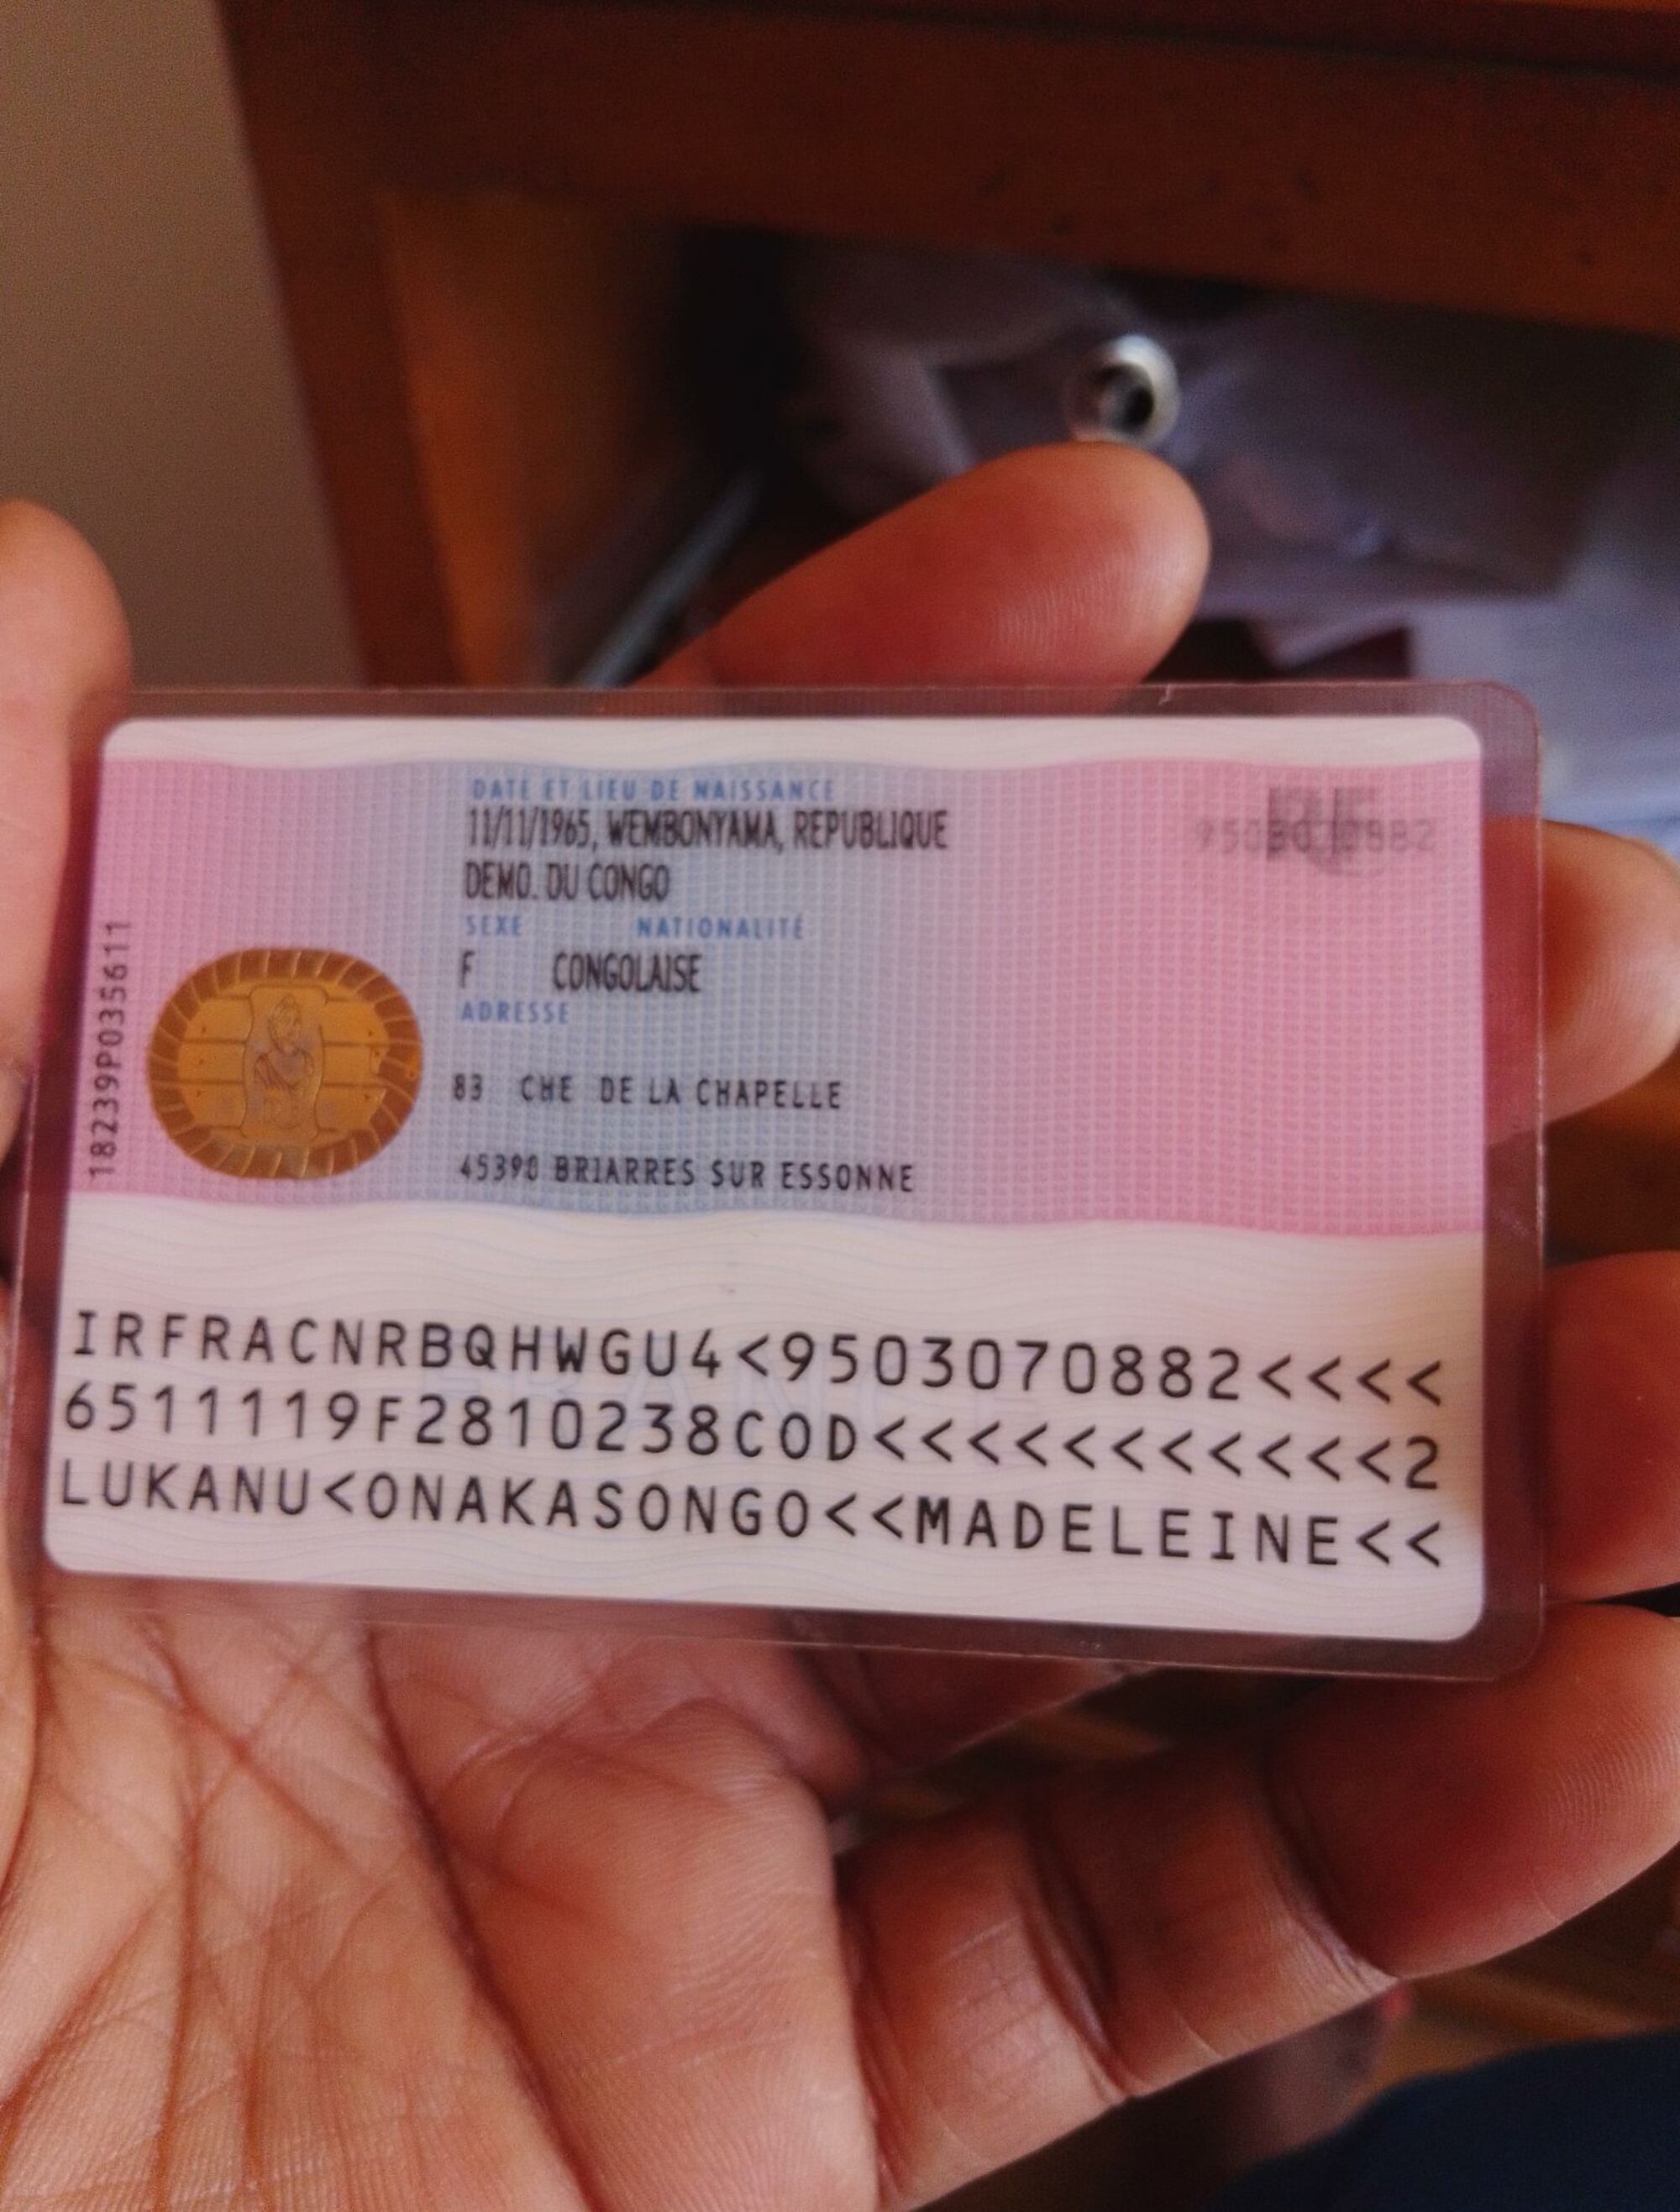 DATE ET LIEU DE NAISSANCE
11/11/1965, WEMBONYAMA, REPUBLIQUE
DEMO. DU CONGO
SEXE NATIONALITÉ
F CONGOLAISE
ADRESSE
83 CHE DE LA CHAPELLE
45390 BRIARRES SUR ESSONNE
18239P035611
IRFRACNRBQHWGU4<9503070882<<<<
6511119F2810238COD<<<<<<<<<<<2
LUKANU<ONAKASONGO<<MADELEINE<<